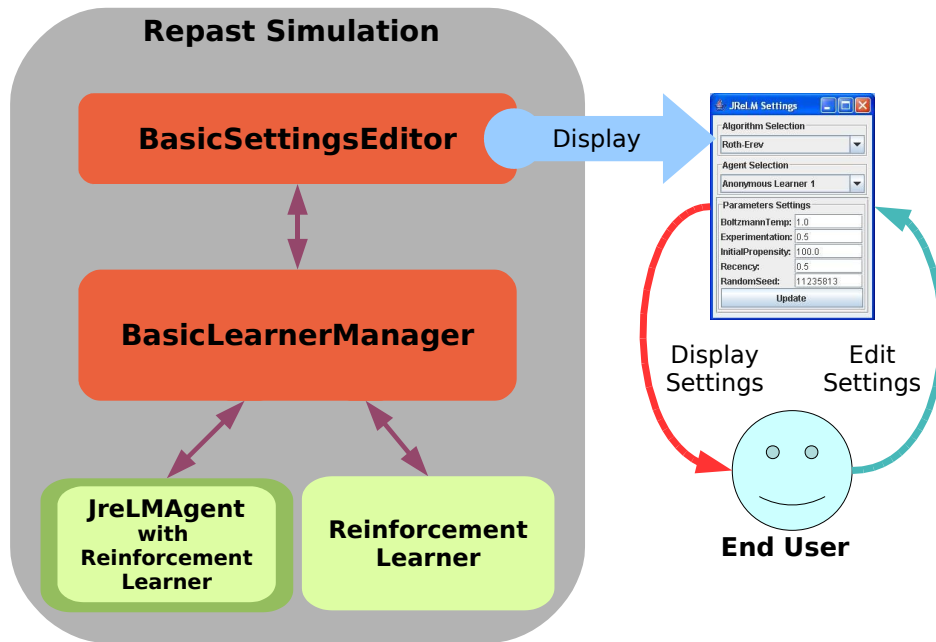 Repast Simulation
BasicSettingsEditor
Display
BasicLearnerManager
JreLMAgent
with
Reinforcement
Learner
Reinforcement
Learner
JReLM Settings
Algorithm Selection
Roth-Erev
Agent Selection
Anonymous Learner 1
Parameters Settings
BoltzmannTemp: 1.0
Experimentation: 0.5
InitialPropensity: 100.0
Recency: 0.5
RandomSeed: 11235813
Update
Display
Settings
Edit
Settings
End User